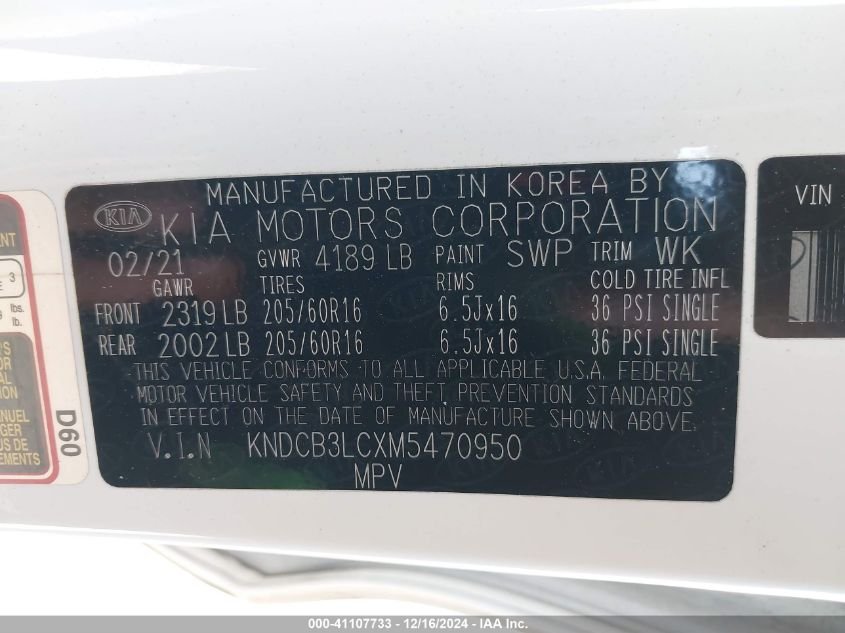 MANUFACTURED IN KOREA BY
KIA KIA MOTORS CORPORATION
02/21 GVWR 4189 LB PAINT SWP TRIM WK
GAWR TIRES RIMS COLD TIRE INFL
FRONT 2319 LB 205/60R16 6.5Jx16 36 PSI SINGLE
REAR 2002 LB 205/60R16 6.5Jx16 36 PSI SINGLE
THIS VEHICLE CONFORMS TO ALL APPLICABLE U.S.A. FEDERAL
MOTOR VEHICLE SAFETY AND THEFT PREVENTION STANDARDS
IN EFFECT ON THE DATE OF MANUFACTURE SHOWN ABOVE.
V.I.N KNDCB3LCXM5470950
MPV
VIN
3
lbs.
lb.
D60
000-41107733 - 12/16/2024 - IAA Inc.